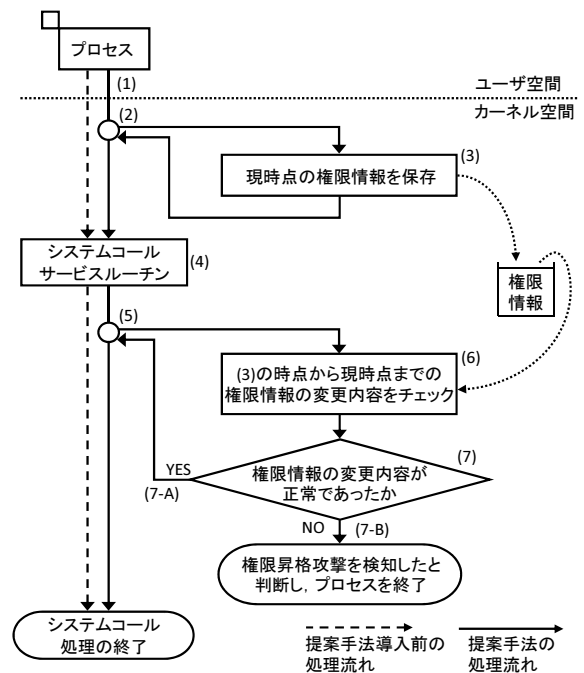 プロセス
(1)
ユーザ空間
カーネル空間
(2)
(3)
現時点の権限情報を保存
システムコール
サービスルーチン
(4)
権限
情報
(5)
(6)
(3)の時点から現時点までの
権限情報の変更内容をチェック
(7)
権限情報の変更内容が
正常であったか
YES
(7-A)
NO
(7-B)
権限昇格攻撃を検知したと
判断し，プロセスを終了
システムコール
処理の終了
提案手法導入前の
処理流れ
提案手法の
処理流れ